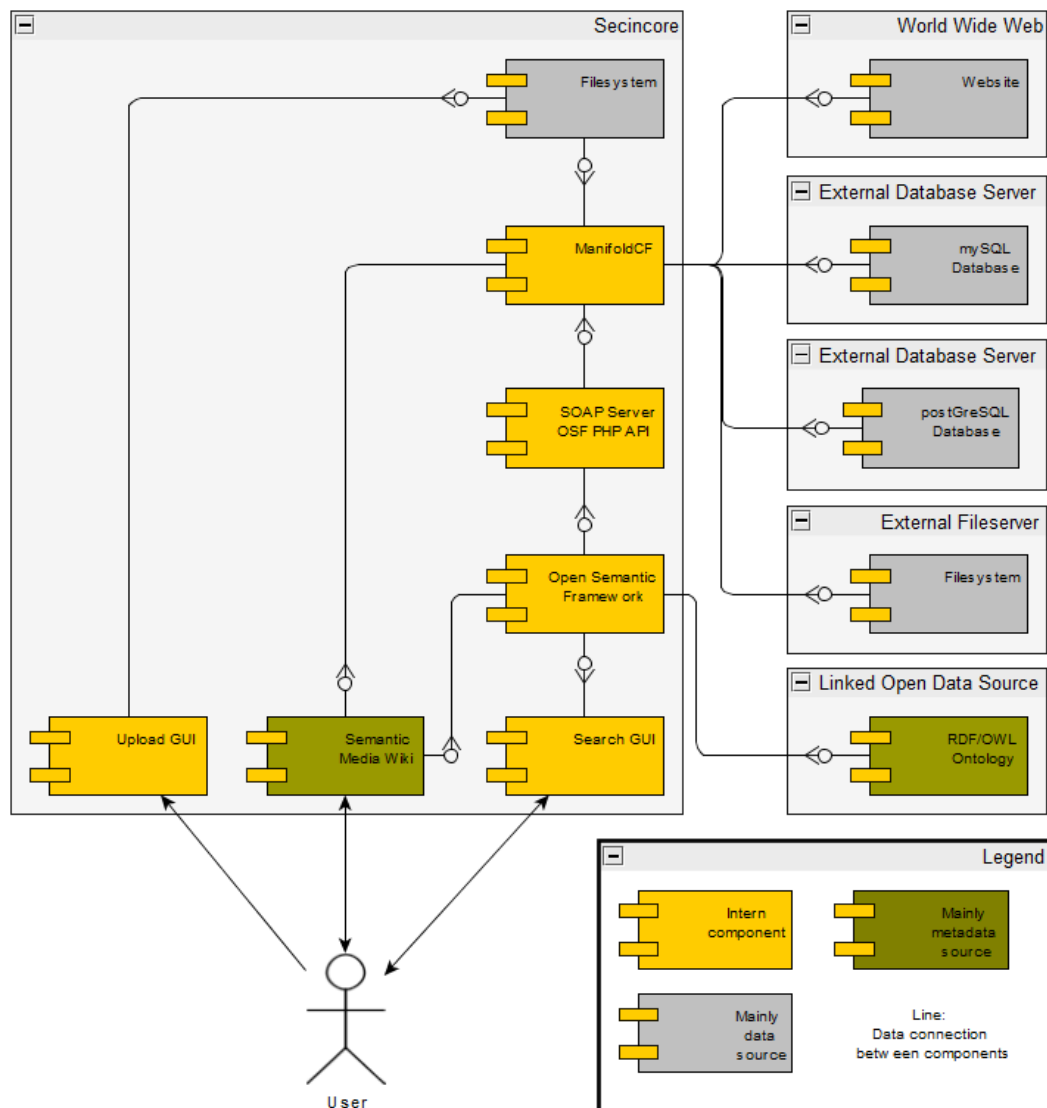 Secincore
Filesystem
ManifoldCF
SOAP Server
OSF PHP API
Open Semantic
Framework
Upload GUI
Semantic
Media Wiki
Search GUI
World Wide Web
Website
External Database Server
mySQL
Database
External Database Server
postGreSQL
Database
External Fileserver
Filesystem
Linked Open Data Source
RDF/OWL
Ontology
User
Legend
Intern
component
Mainly
metadata
source
Mainly
data
source
Line:
Data connection
between components